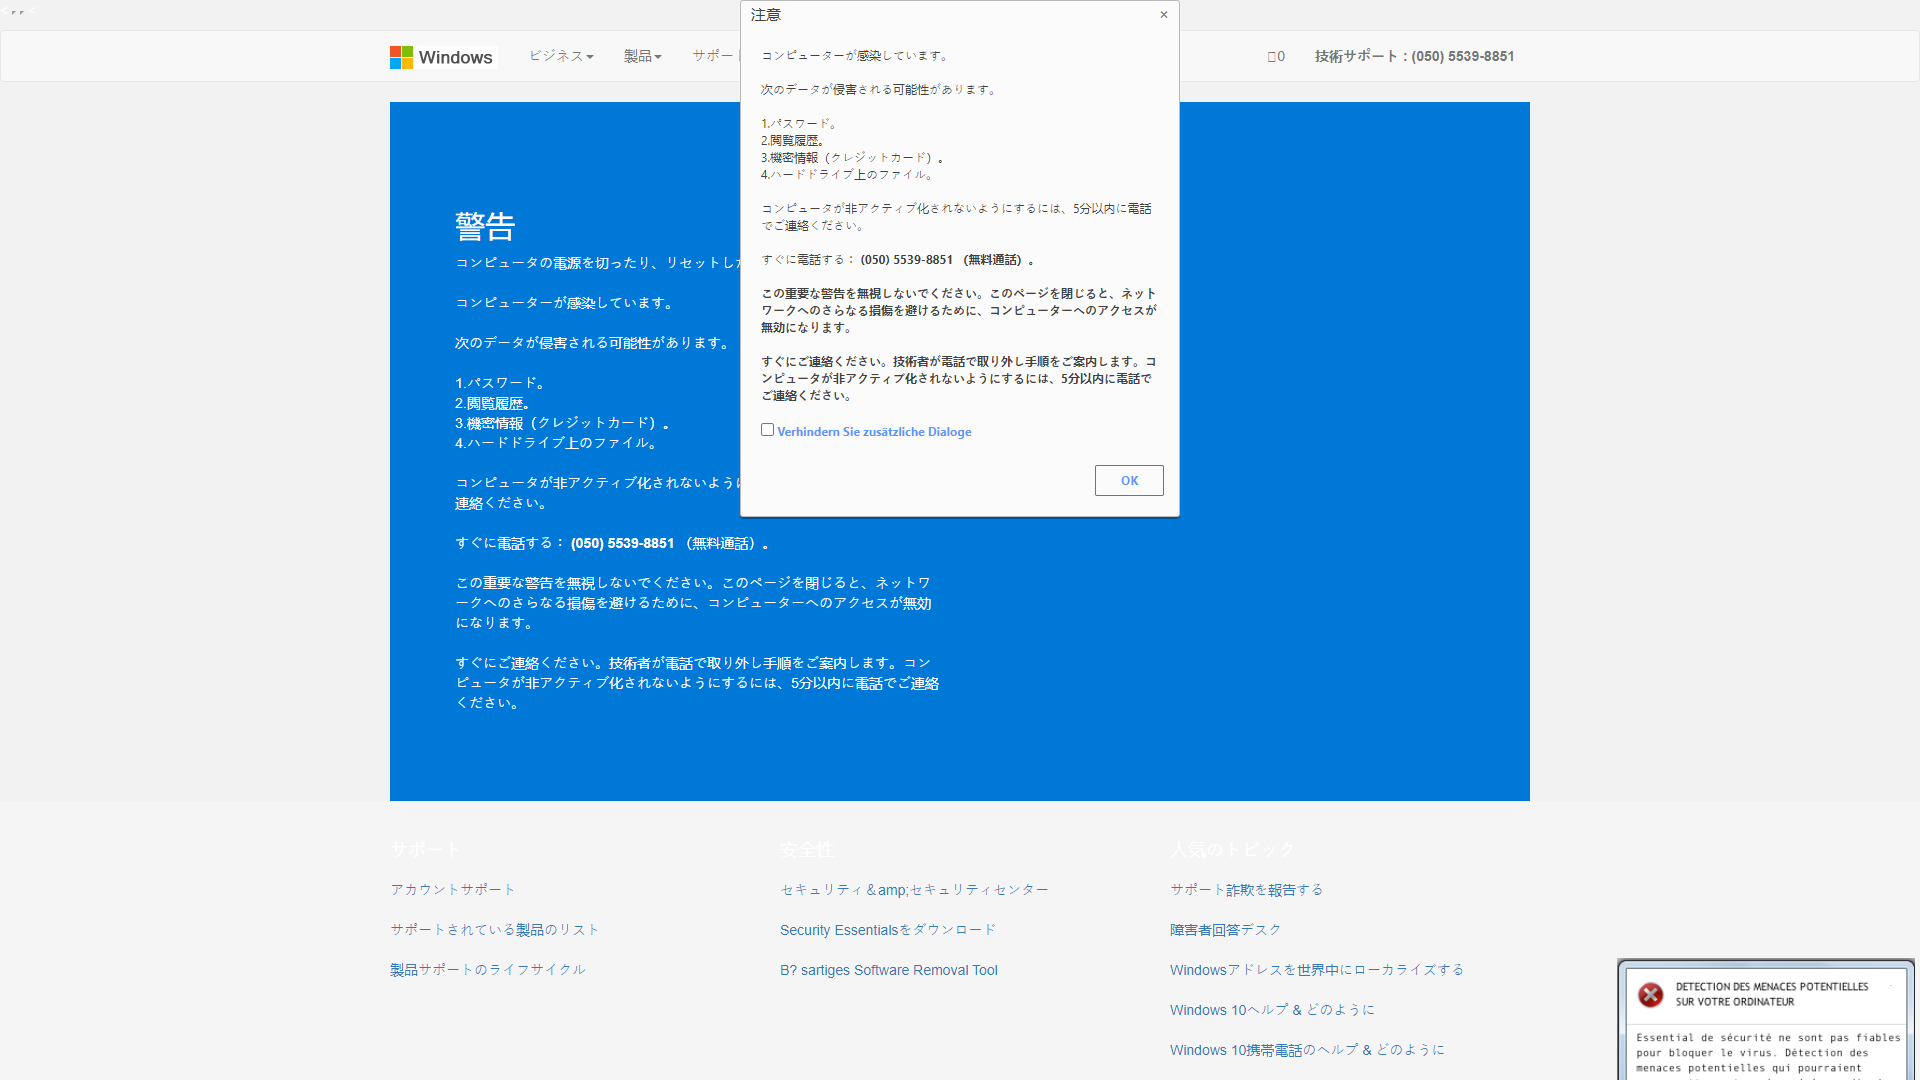 Windows
ビジネス
製品
サポー
0
技術サポート : (050) 5539-8851
注意
×
コンピューターが感染しています。
次のデータが侵害される可能性があります。
1.パスワード。
2.閲覧履歴。
3.機密情報（クレジットカード）。
4.ハードドライブ上のファイル。
コンピュータが非アクティブ化されないようにするには、5分以内に電話
でご連絡ください。
すぐに電話する： (050) 5539-8851 （無料通話）。
この重要な警告を無視しないでください。このページを閉じると、ネット
ワークへのさらなる損傷を避けるために、コンピューターへのアクセスが
無効になります。
すぐにご連絡ください。技術者が電話で取り外し手順をご案内します。コ
ンピュータが非アクティブ化されないようにするには、5分以内に電話で
ご連絡ください。
Verhindern Sie zusätzliche Dialoge
OK
警告
コンピュータの電源を切ったり、リセットし
コンピューターが感染しています。
次のデータが侵害される可能性があります。
1.パスワード。
2.閲覧履歴。
3.機密情報（クレジットカード）。
4.ハードドライブ上のファイル。
コンピュータが非アクティブ化されないよう
連絡ください。
すぐに電話する： (050) 5539-8851 （無料通話）。
この重要な警告を無視しないでください。このページを閉じると、ネットワ
ークへのさらなる損傷を避けるために、コンピューターへのアクセスが無効
になります。
すぐにご連絡ください。技術者が電話で取り外し手順をご案内します。コン
ピュータが非アクティブ化されないようにするには、5分以内に電話でご連絡
ください。
サポート
アカウントサポート
サポートされている製品のリスト
製品サポートのライフサイクル
安全性
セキュリティ＆amp;セキュリティセンター
Security Essentialsをダウンロード
B? sartiges Software Removal Tool
人気のトピック
サポート詐欺を報告する
障害者回答デスク
Windowsアドレスを世界中にローカライズする
Windows 10ヘルプ & どのように
Windows 10携帯電話のヘルプ & どのように
DETECTION DES MENACES POTENTIELLES
SUR VOTRE ORDINATEUR
Essential de sécurité ne sont pas fiables
pour bloquer le virus. Détection des
menaces potentielles qui pourraient